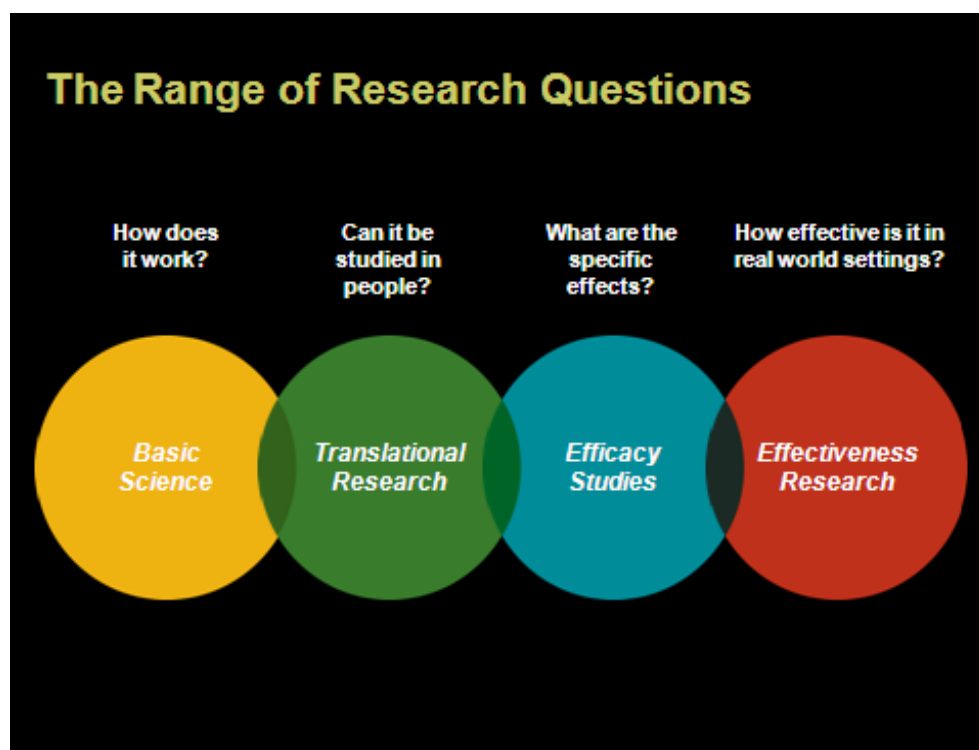 The Range of Research Questions
How does
it work?
Can it be
studied in
people?
What are the
specific
effects?
How effective is it in
real world settings?
Basic
Science
Translational
Research
Efficacy
Studies
Effectiveness
Research